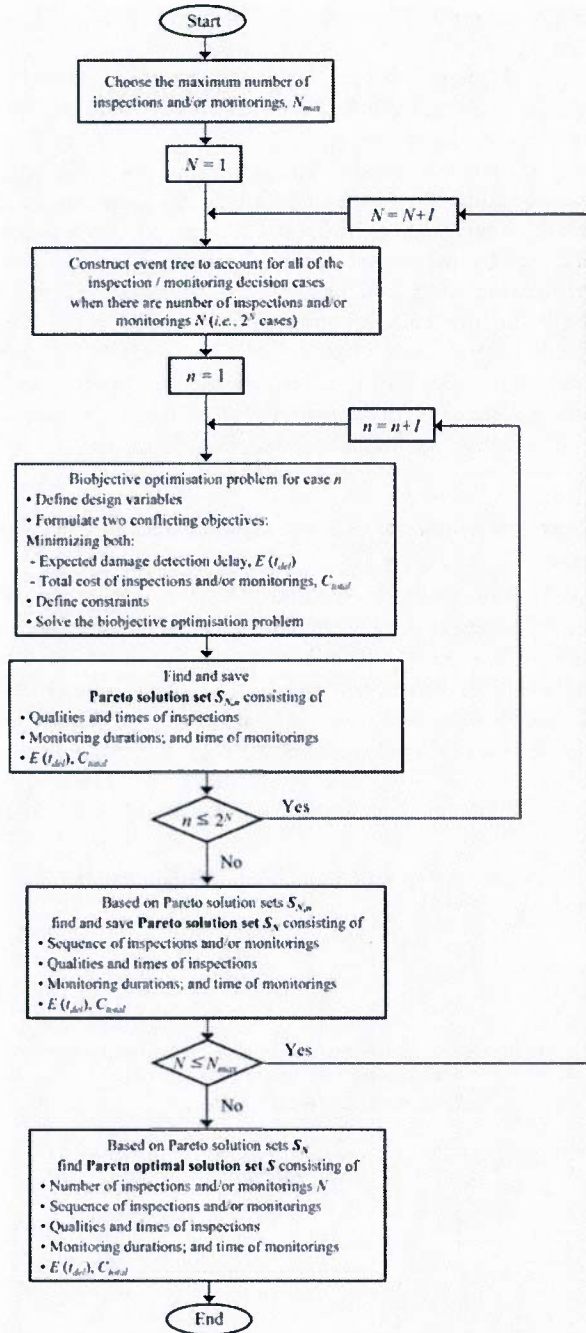 Start
Choose the maximum number of
inspections and/or monitorings, Nmax
N = 1
N = N+1
Construct event tree to account for all of the
inspection / monitoring decision cases
when there are number of inspections and/or
monitorings N (i.e., 2^N cases)
n = 1
n = n+1
Biobjective optimisation problem for case n
• Define design variables
• Formulate two conflicting objectives:
Minimizing both:
- Expected damage detection delay, E (t_del)
- Total cost of inspections and/or monitorings, C_total
• Define constraints
• Solve the biobjective optimisation problem
Find and save
Pareto solution set S_N,n consisting of
• Qualities and times of inspections
• Monitoring durations; and time of monitorings
• E (t_del), C_total
n ≤ 2^N
Yes
No
Based on Pareto solution sets S_N,n
find and save Pareto solution set S_N consisting of
• Sequence of inspections and/or monitorings
• Qualities and times of inspections
• Monitoring durations; and time of monitorings
• E (t_del), C_total
N ≤ N_max
Yes
No
Based on Pareto solution sets S_N
find Pareto optimal solution set S consisting of
• Number of inspections and/or monitorings N
• Sequence of inspections and/or monitorings
• Qualities and times of inspections
• Monitoring durations; and time of monitorings
• E (t_del), C_total
End